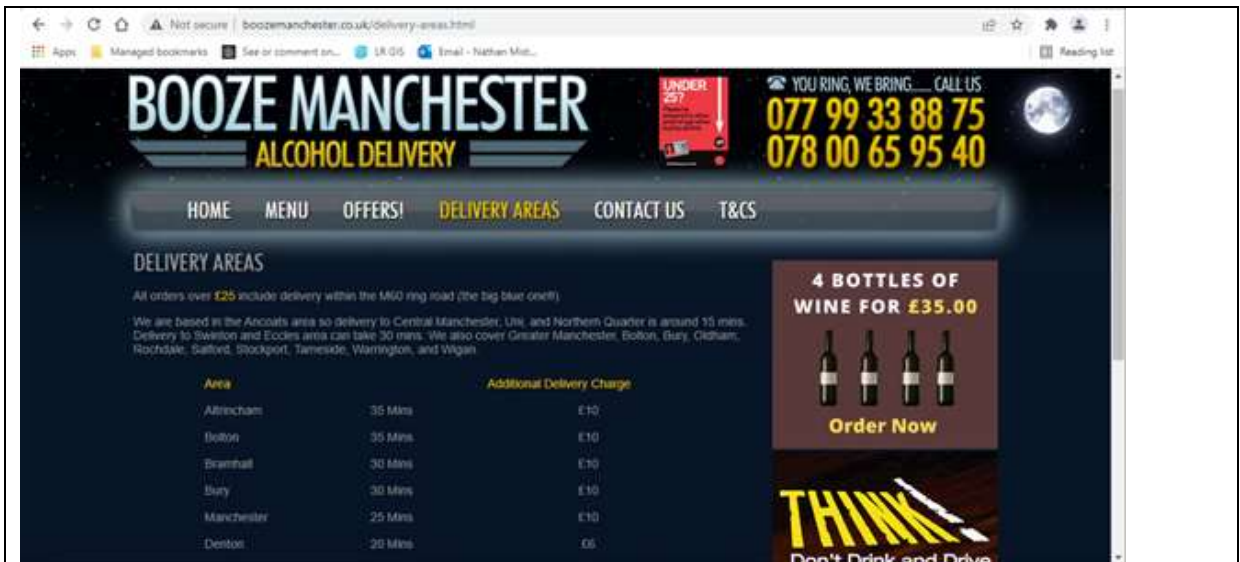 Not secure | boozemanchester.co.uk/delivery-areas.html
Apps Managed bookmarks See or comment on... LR GIS Email - Nathan Mist... Reading list
BOOZE MANCHESTER
ALCOHOL DELIVERY
UNDER
25?
YOU RING, WE BRING...... CALL US
077 99 33 88 75
078 00 65 95 40
HOME MENU OFFERS! DELIVERY AREAS CONTACT US T&CS
DELIVERY AREAS
All orders over £25 include delivery within the M60 ring road (the big blue one!!).
We are based in the Ancoats area so delivery to Central Manchester, Uni, and Northern Quarter is around 15 mins.
Delivery to Swinton and Eccles area can take 30 mins. We also cover Greater Manchester, Bolton, Bury, Oldham,
Rochdale, Salford, Stockport, Tameside, Warrington, and Wigan.
Area Additional Delivery Charge
Altrincham 35 Mins £10
Bolton 35 Mins £10
Bramhall 30 Mins £10
Bury 30 Mins £10
Manchester 25 Mins £10
Denton 20 Mins £6
4 BOTTLES OF
WINE FOR £35.00
Order Now
THINK!
Don't Drink and Drive